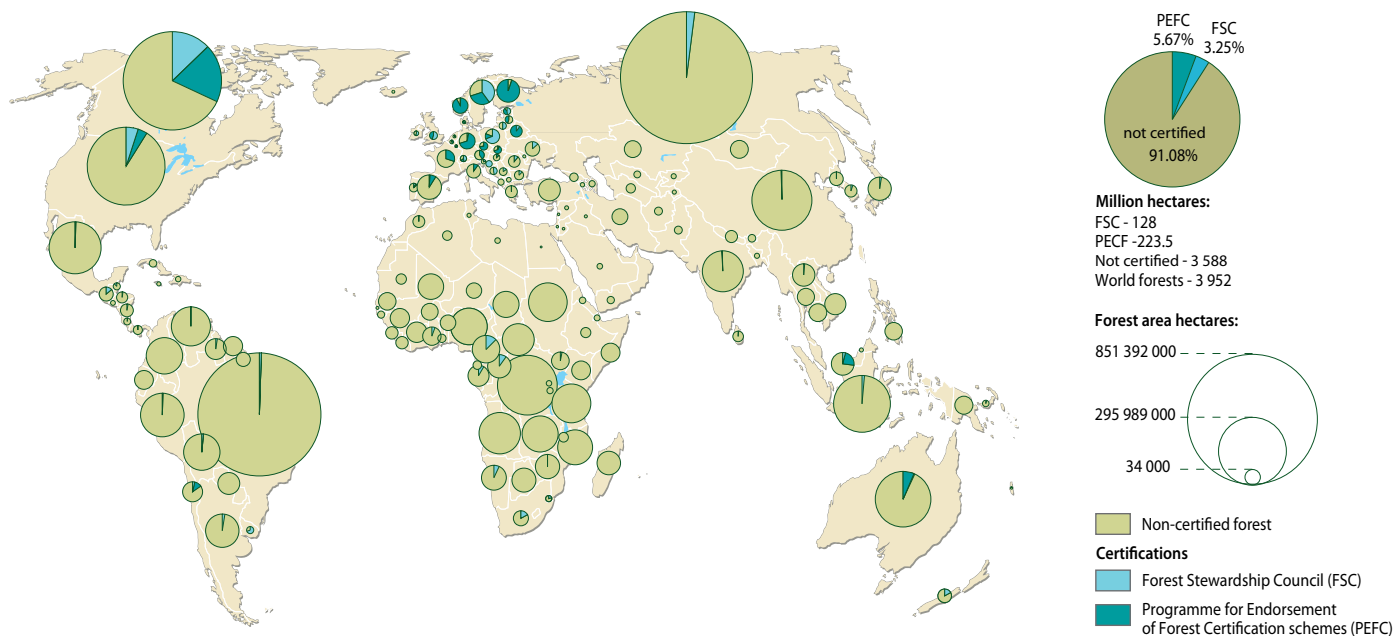 PEFC
5.67%
FSC
3.25%
not certified
91.08%
Million hectares:
FSC - 128
PECF -223.5
Not certified - 3 588
World forests - 3 952
Forest area hectares:
851 392 000
295 989 000
34 000
Non-certified forest
Certifications
Forest Stewardship Council (FSC)
Programme for Endorsement
of Forest Certification schemes (PEFC)